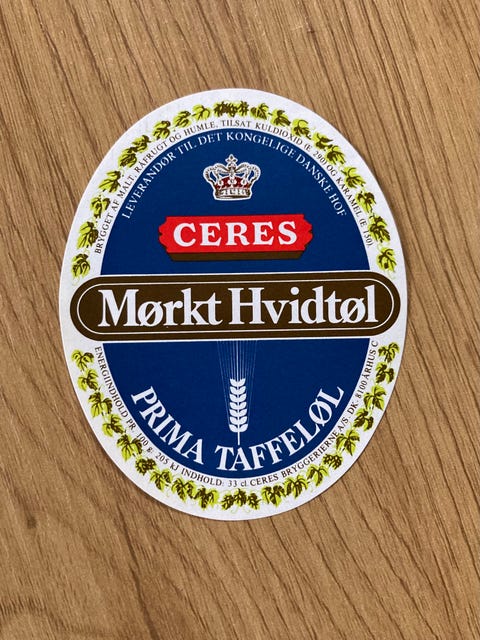 BRYGGET AF MALT, RÅFRUGT OG HUMLE, TILSAT KULDIOXID (E 290) OG KARAMEL (E 150).
LEVERANDØR TIL DET KONGELIGE DANSKE HOF
CERES
Mørkt Hvidtøl
PRIMA TAFFELØL
ENERGIINDHOLD PR. 100 g: 205 KJ INDHOLD: 33 cl. CERES BRYGGERIERNE A/S DK-8100 ÅRHUS C